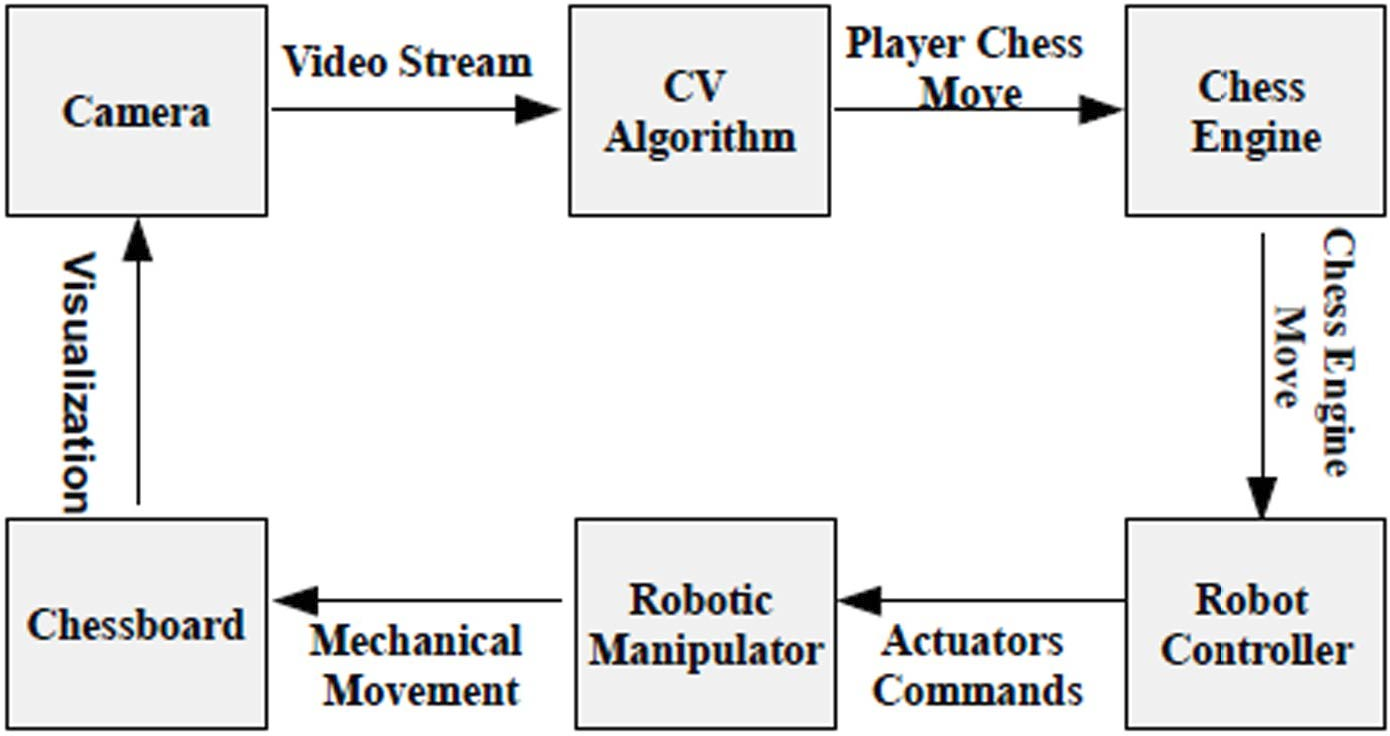 Camera
Video Stream
CV
Algorithm
Player Chess
Move
Chess
Engine
Chess Engine
Move
Visualization
Chessboard
Mechanical
Movement
Robotic
Manipulator
Actuators
Commands
Robot
Controller